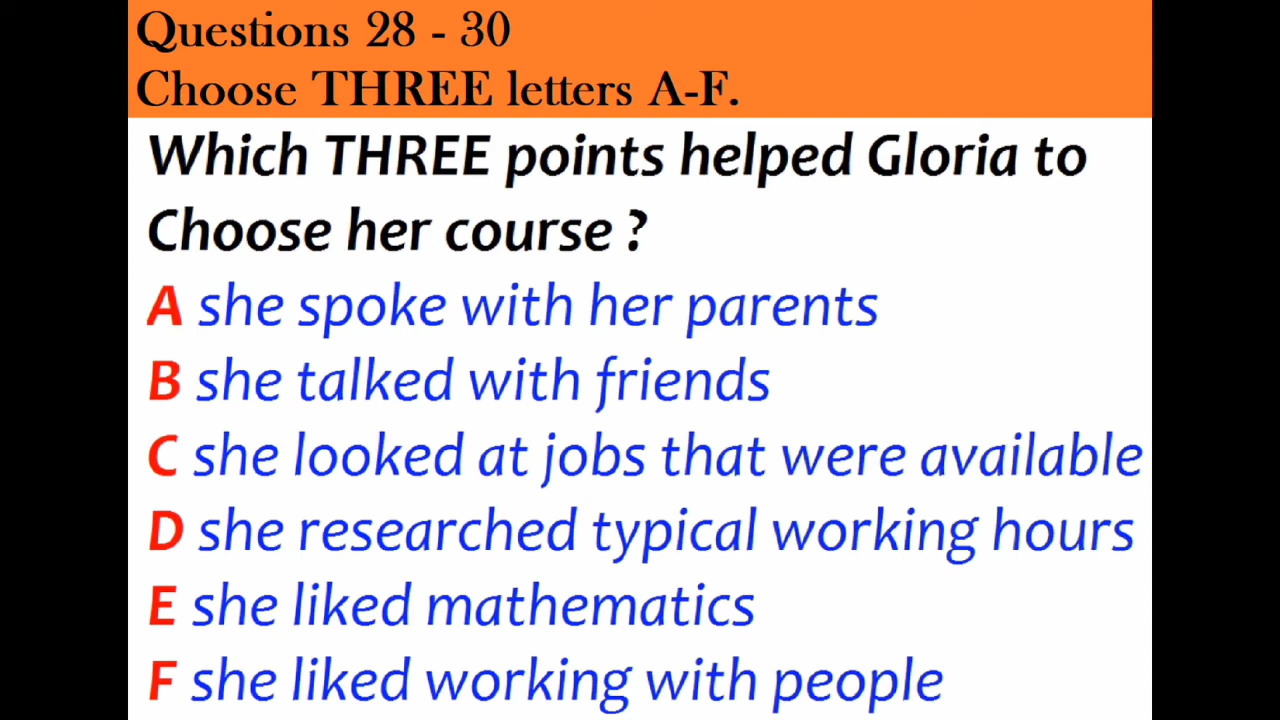 Questions 28 - 30
Choose THREE letters A-F.
Which THREE points helped Gloria to
Choose her course ?
A she spoke with her parents
B she talked with friends
C she looked at jobs that were available
D she researched typical working hours
E she liked mathematics
F she liked working with people